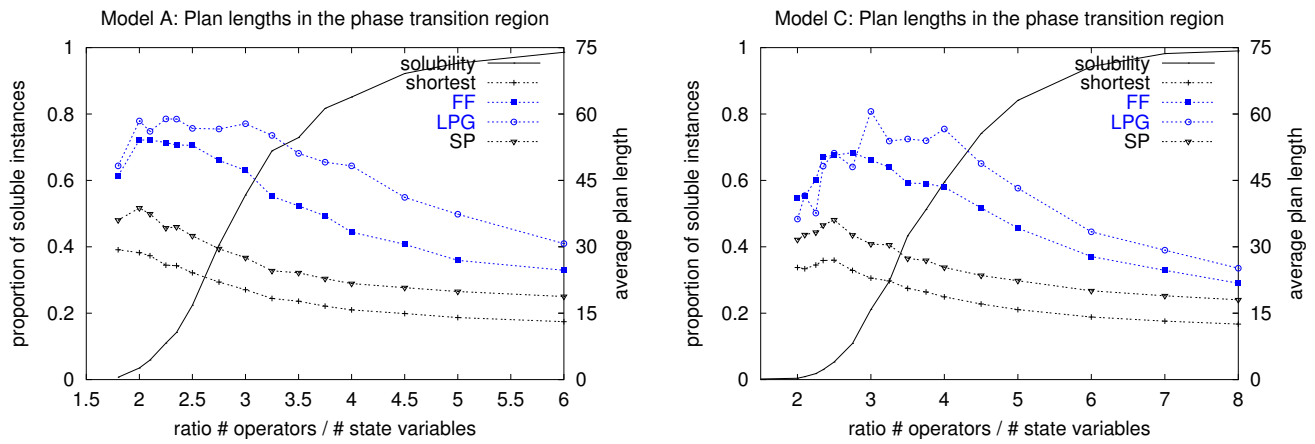 Model A: Plan lengths in the phase transition region
proportion of soluble instances
1
0.8
0.6
0.4
0.2
0
75
60
45
30
15
0
average plan length
solubility
shortest
FF
LPG
SP
1.5 2 2.5 3 3.5 4 4.5 5 5.5 6
ratio # operators / # state variables
Model C: Plan lengths in the phase transition region
proportion of soluble instances
1
0.8
0.6
0.4
0.2
0
75
60
45
30
15
0
average plan length
solubility
shortest
FF
LPG
SP
2 3 4 5 6 7 8
ratio # operators / # state variables